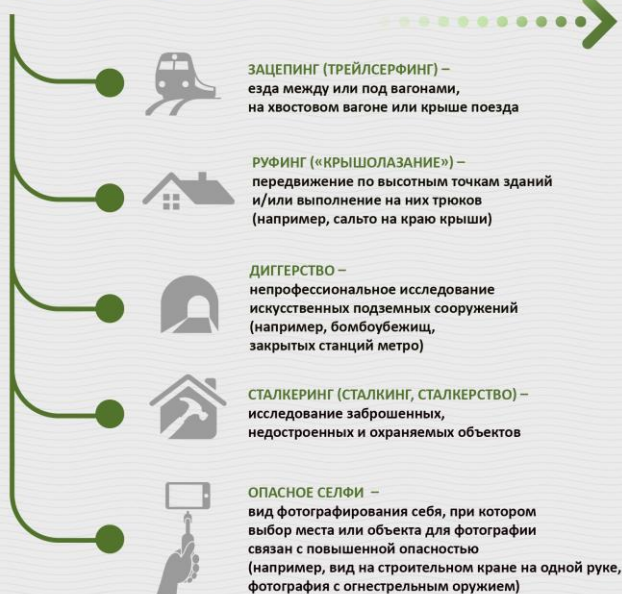 ЗАЦЕПИНГ (ТРЕЙЛСЕРФИНГ) –
езда между или под вагонами,
на хвостовом вагоне или крыше поезда
РУФИНГ («КРЫШОЛАЗАНИЕ») –
передвижение по высотным точкам зданий
и/или выполнение на них трюков
(например, сальто на краю крыши)
ДИГГЕРСТВО –
непрофессиональное исследование
искусственных подземных сооружений
(например, бомбоубежищ,
закрытых станций метро)
СТАЛКЕРИНГ (СТАЛКИНГ, СТАЛКЕРСТВО) –
исследование заброшенных,
недостроенных и охраняемых объектов
ОПАСНОЕ СЕЛФИ –
вид фотографирования себя, при котором
выбор места или объекта для фотографии
связан с повышенной опасностью
(например, вид на строительном кране на одной руке,
фотография с огнестрельным оружием)